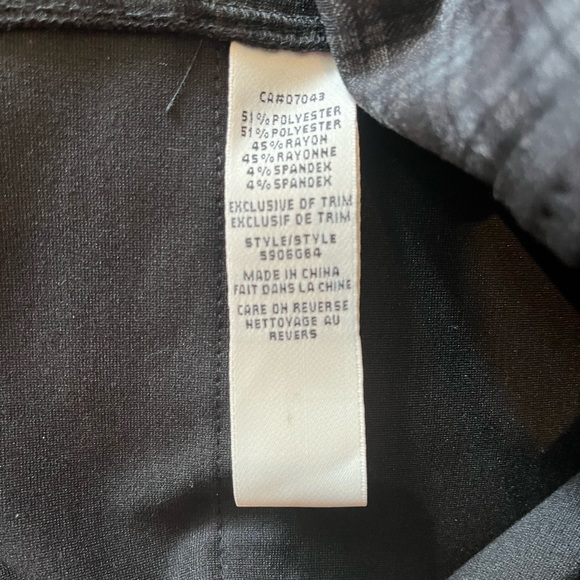 CA#07043
51%POLYESTER
51%POLYESTER
45%RAYON
45%RAYONNE
4%SPANDEX
4%SPANDEX
EXCLUSIVE OF TRIM
EXCLUSIF DE TRIM
STYLE/STYLE
5906G64
MADE IN CHINA
FAIT DANS LA CHINE
CARE ON REVERSE
NETTOYAGE AU
REVERS